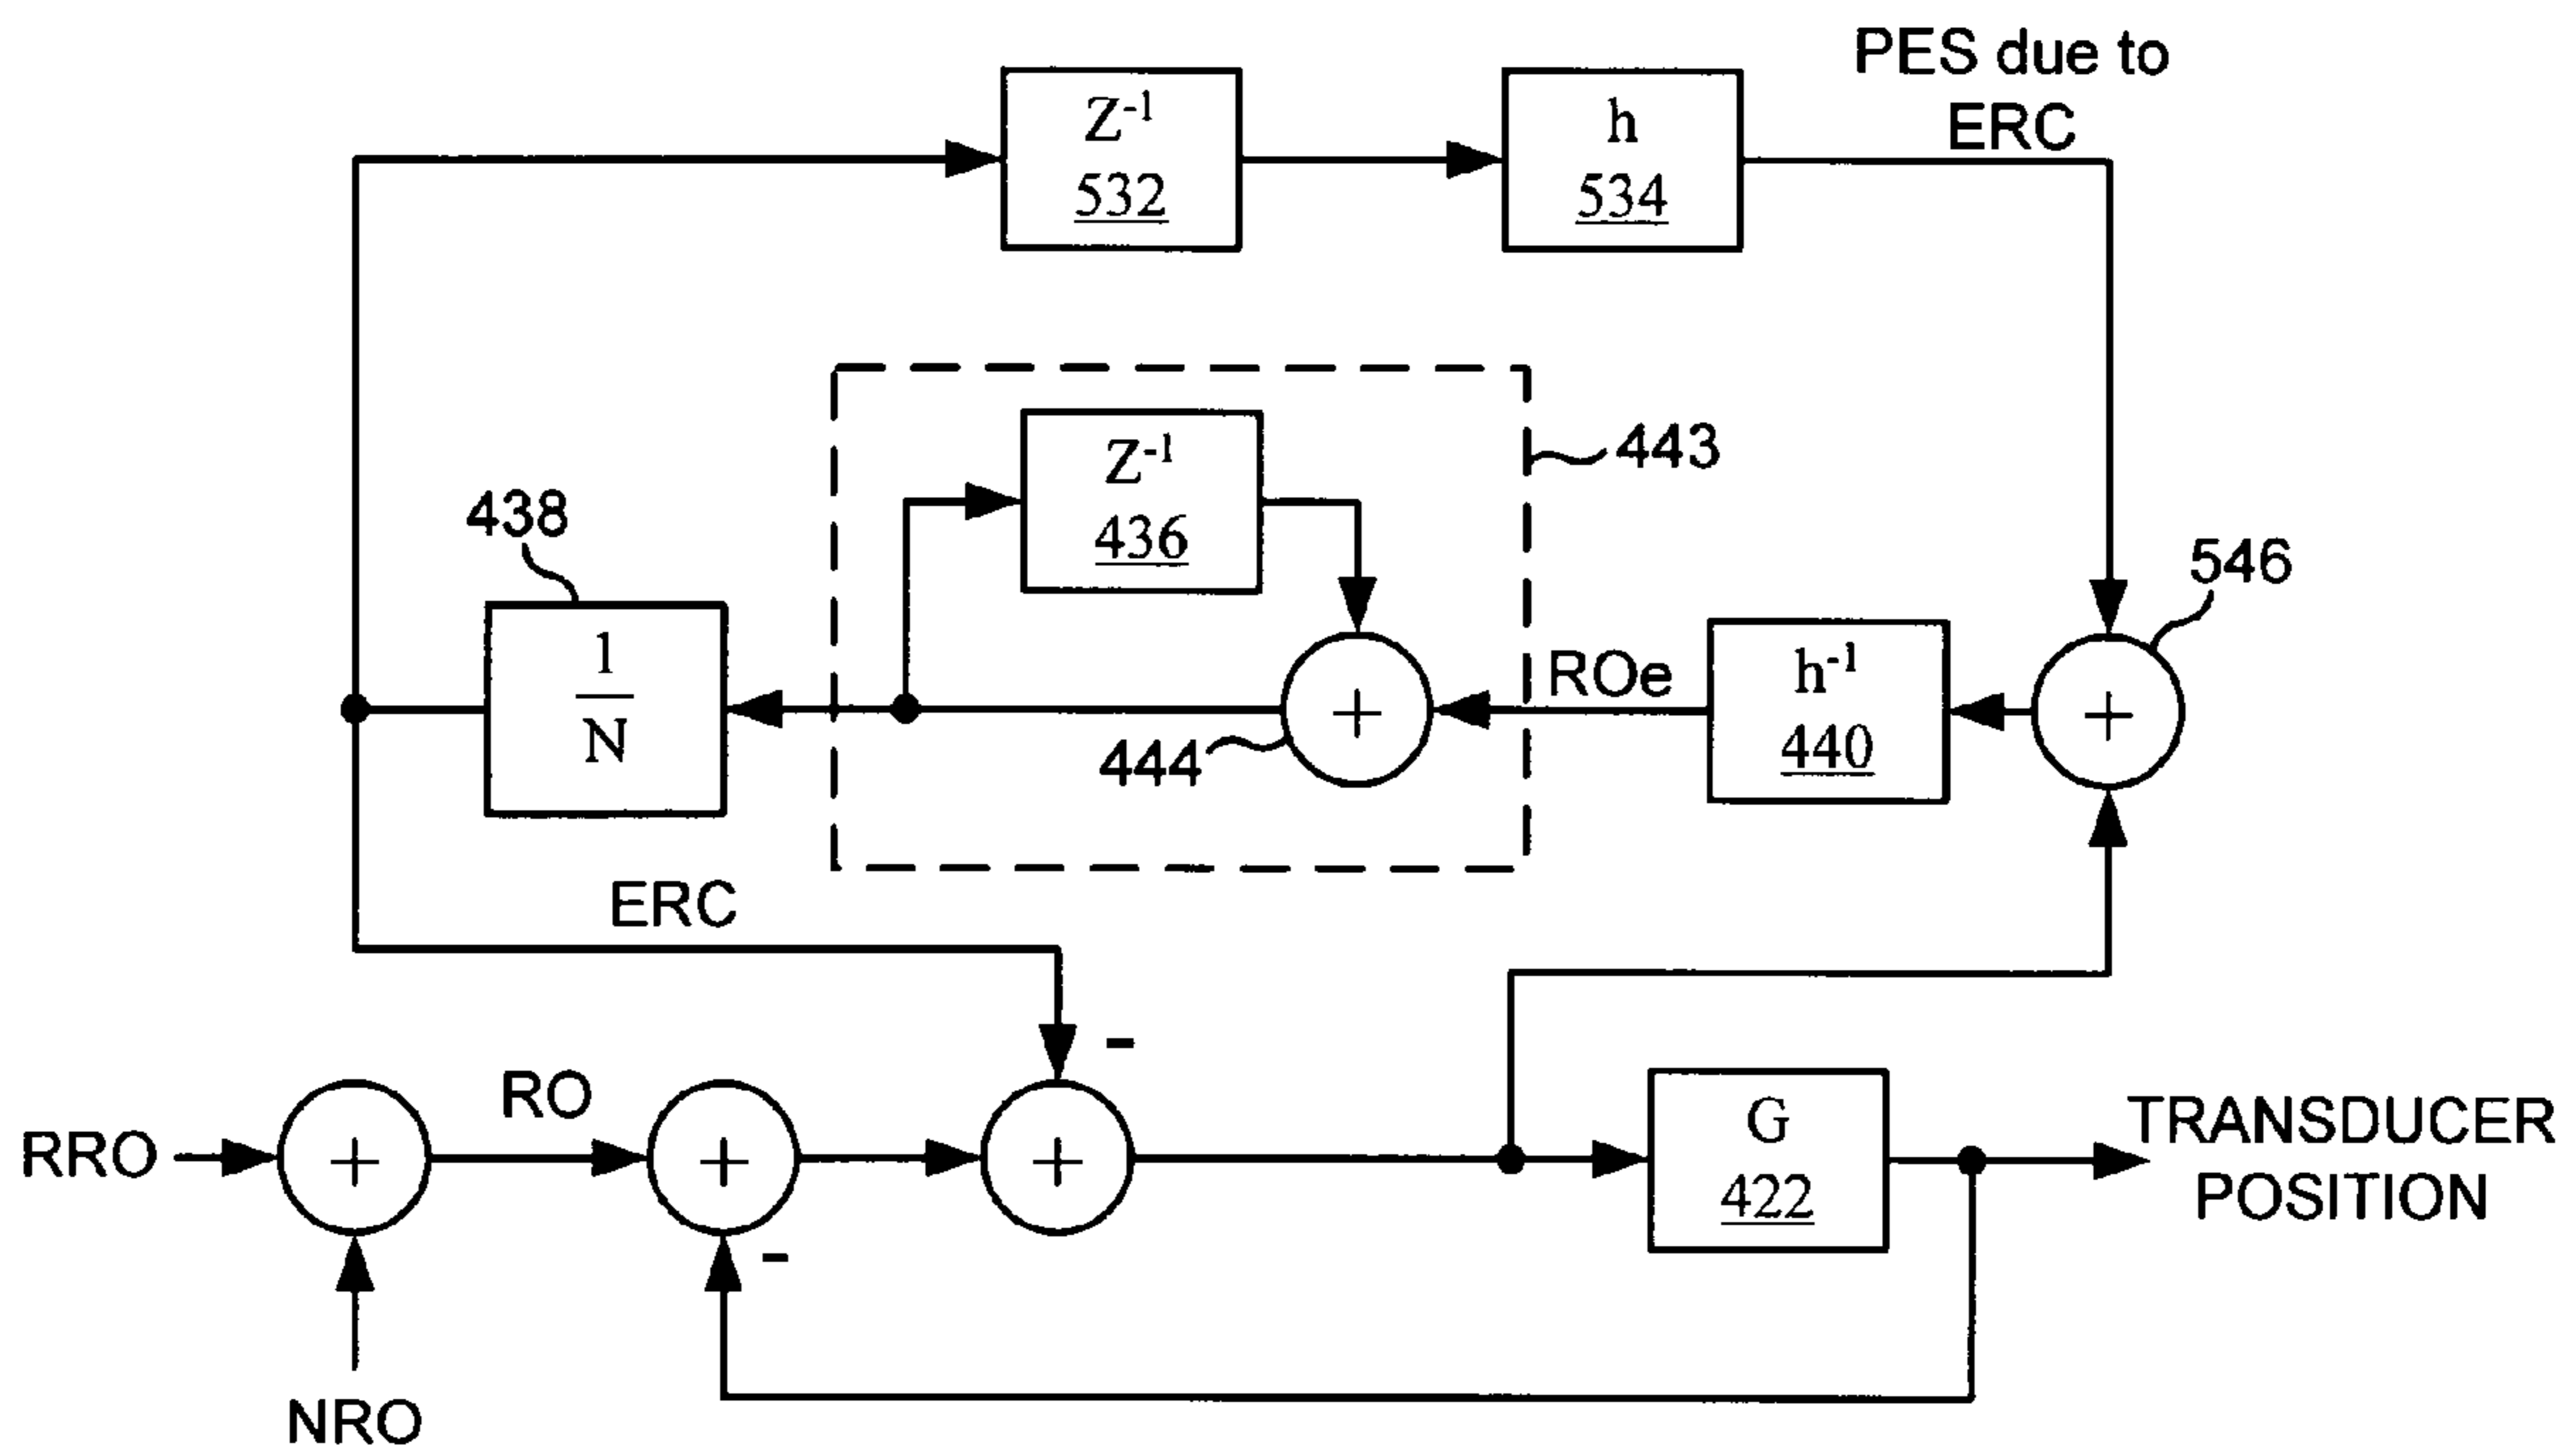 PES due to
ERC
Z-1
532
h
534
443
Z-1
436
438
1
N
+
444
ROe
h-1
440
546
+
ERC
-
RRO
+
RO
+
-
+
G
422
TRANSDUCER
POSITION
NRO